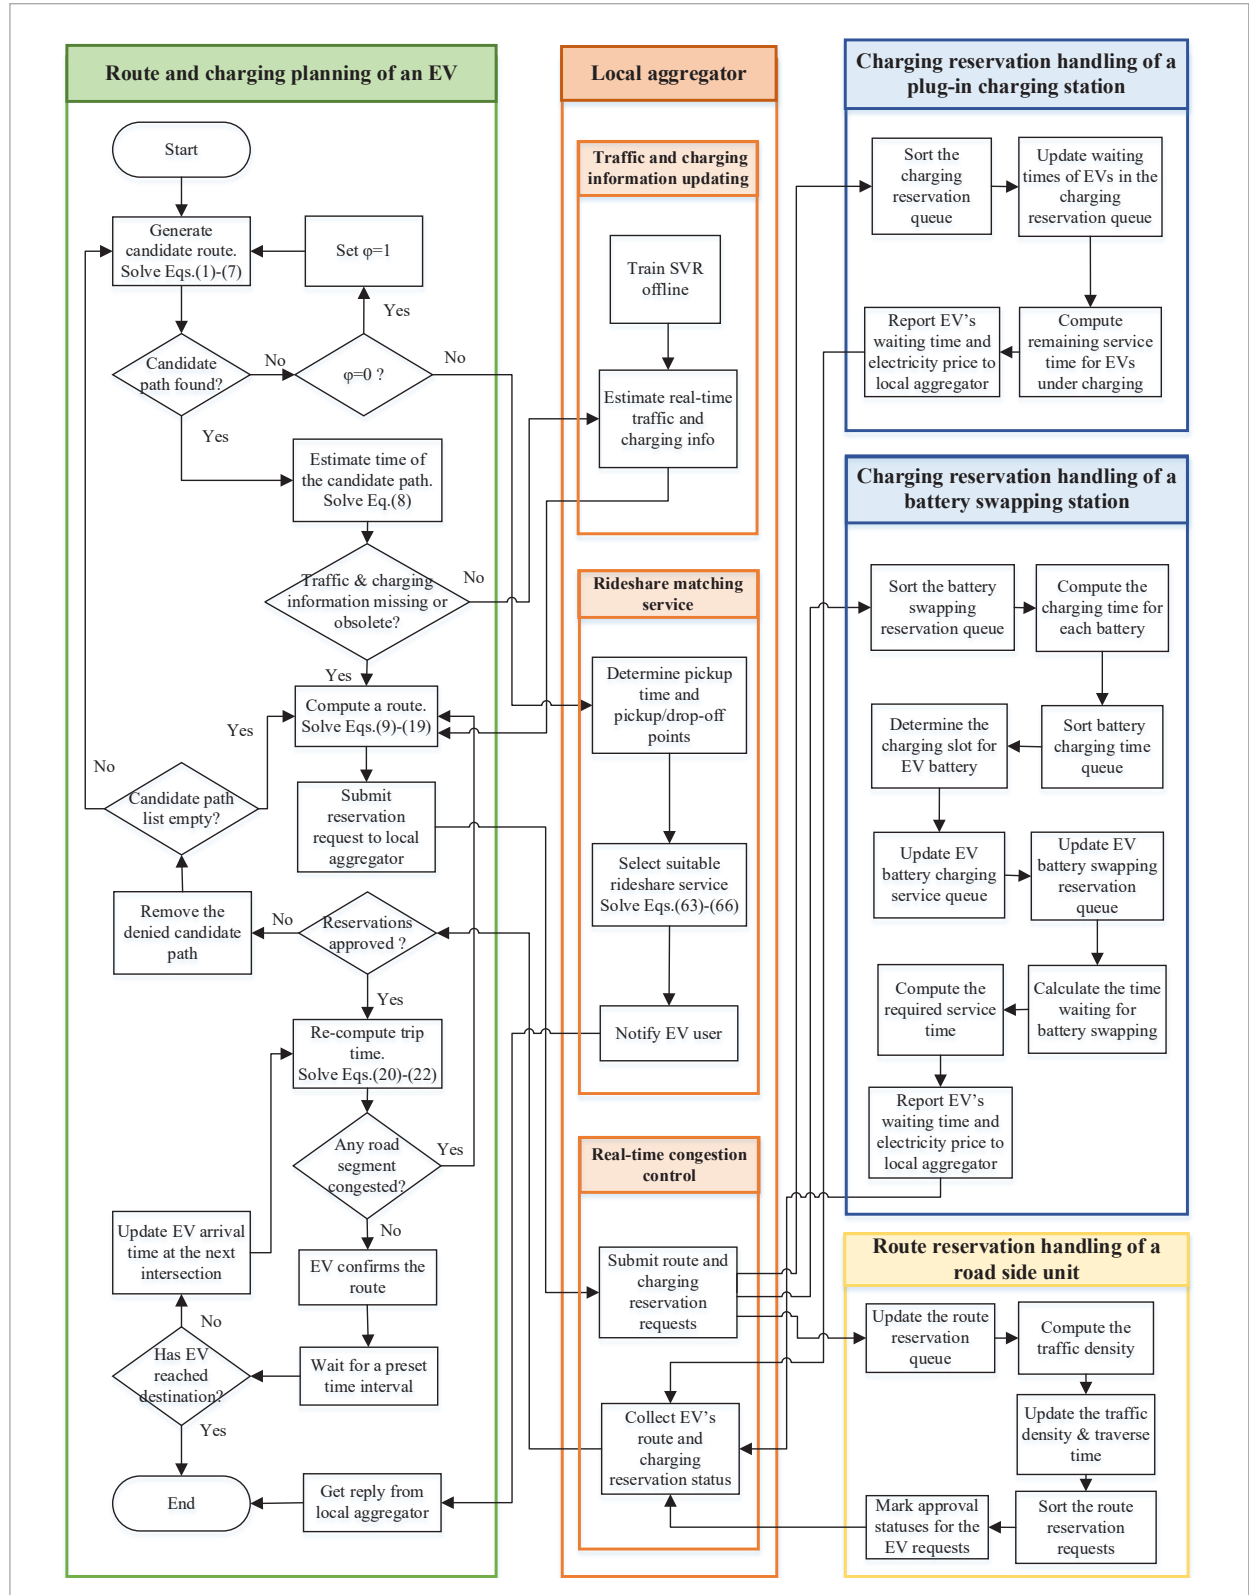 Route and charging planning of an EV
Start
Generate
candidate route.
Solve Eqs.(1)-(7)
Set φ=1
Yes
Candidate
path found?
No
φ=0 ?
No
Yes
Estimate time of
the candidate path.
Solve Eq.(8)
Traffic & charging
information missing or
obsolete?
No
Yes
Compute a route.
Solve Eqs.(9)-(19)
Yes
No
Candidate path
list empty?
Submit
reservation
request to local
aggregator
Remove the
denied candidate
path
No
Reservations
approved ?
Yes
Re-compute trip
time.
Solve Eqs.(20)-(22)
Any road
segment
congested?
Yes
No
Update EV arrival
time at the next
intersection
EV confirms the
route
No
Has EV
reached
destination?
Wait for a preset
time interval
Yes
End
Get reply from
local aggregator
Local aggregator
Traffic and charging
information updating
Train SVR
offline
Estimate real-time
traffic and
charging info
Rideshare matching
service
Determine pickup
time and
pickup/drop-off
points
Select suitable
rideshare service
Solve Eqs.(63)-(66)
Notify EV user
Real-time congestion
control
Submit route and
charging
reservation
requests
Collect EV's
route and
charging
reservation status
Charging reservation handling of a
plug-in charging station
Sort the
charging
reservation
queue
Update waiting
times of EVs in the
charging
reservation queue
Report EV's
waiting time and
electricity price to
local aggregator
Compute
remaining service
time for EVs
under charging
Charging reservation handling of a
battery swapping station
Sort the battery
swapping
reservation queue
Compute the
charging time for
each battery
Determine the
charging slot for
EV battery
Sort battery
charging time
queue
Update EV
battery charging
service queue
Update EV
battery swapping
reservation
queue
Compute the
required service
time
Calculate the time
waiting for
battery swapping
Report EV's
waiting time and
electricity price to
local aggregator
Route reservation handling of a
road side unit
Update the route
reservation
queue
Compute the
traffic density
Update the traffic
density & traverse
time
Mark approval
statuses for the
EV requests
Sort the route
reservation
requests